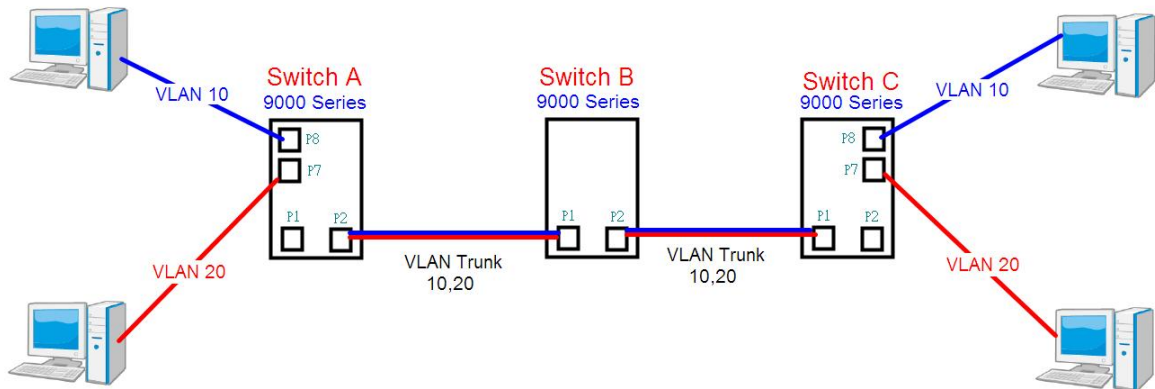 Switch A
9000 Series
P8
P7
P1
P2
VLAN 10
VLAN 20
VLAN Trunk
10,20
Switch B
9000 Series
P1
P2
VLAN Trunk
10,20
Switch C
9000 Series
P8
P7
P1
P2
VLAN 10
VLAN 20